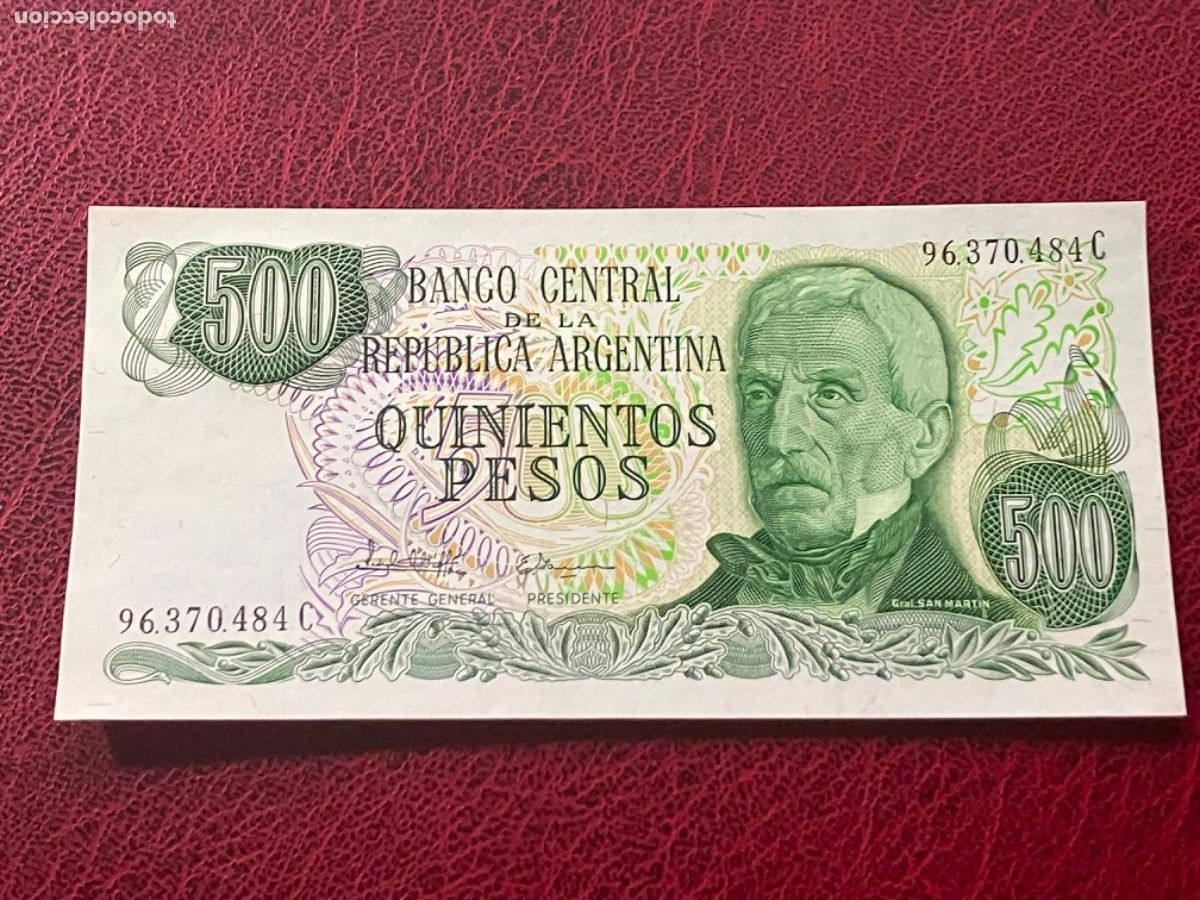 todocoleccion
500
96.370.484 C
BANCO CENTRAL
DE LA
REPUBLICA ARGENTINA
500
QUINIENTOS
PESOS
500
GERENTE GENERAL PRESIDENTE
Gral. SAN MARTIN
96.370.484 C